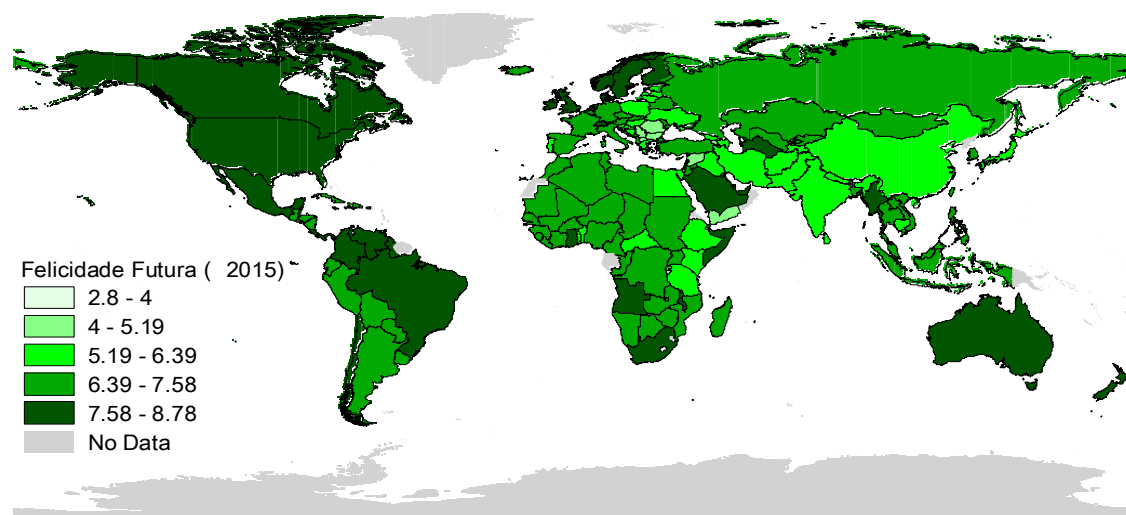 Felicidade Futura ( 2015)
2.8 - 4
4 - 5.19
5.19 - 6.39
6.39 - 7.58
7.58 - 8.78
No Data